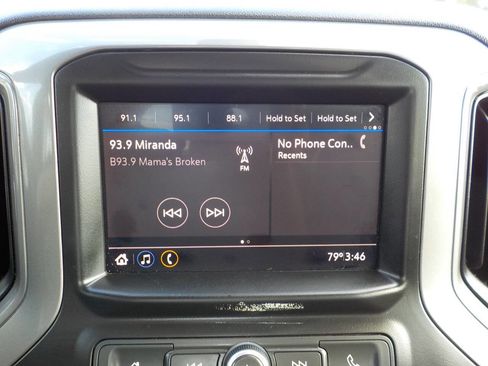 91.1 95.1 88.1 Hold to Set Hold to Set
93.9 Miranda
B93.9 Mama's Broken
FM
No Phone Con..
Recents
79° 3:46